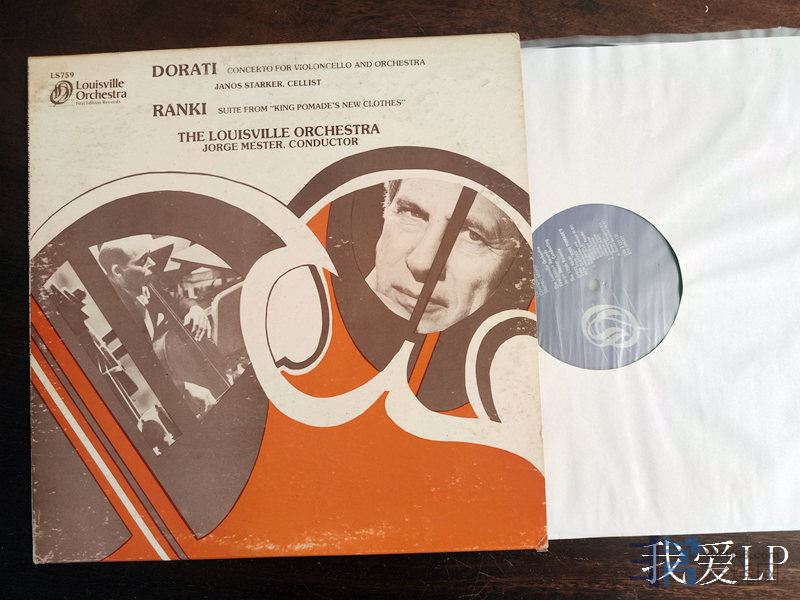 LS759
Louisville
Orchestra
First Edition Records
DORATI CONCERTO FOR VIOLONCELLO AND ORCHESTRA
JANOS STARKER, CELLIST
RANKI SUITE FROM "KING POMADE'S NEW CLOTHES"
THE LOUISVILLE ORCHESTRA
JORGE MESTER, CONDUCTOR
我爱LP